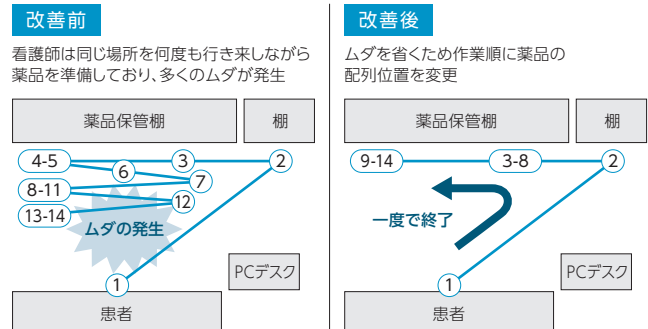 改善前
看護師は同じ場所を何度も行き来しながら
薬品を準備しており、多くのムダが発生
薬品保管棚
棚
4-5
3
2
6
7
8-11
12
13-14
ムダの発生
PCデスク
1
患者
改善後
ムダを省くため作業順に薬品の
配列位置を変更
薬品保管棚
棚
9-14
3-8
2
一度で終了
PCデスク
1
患者